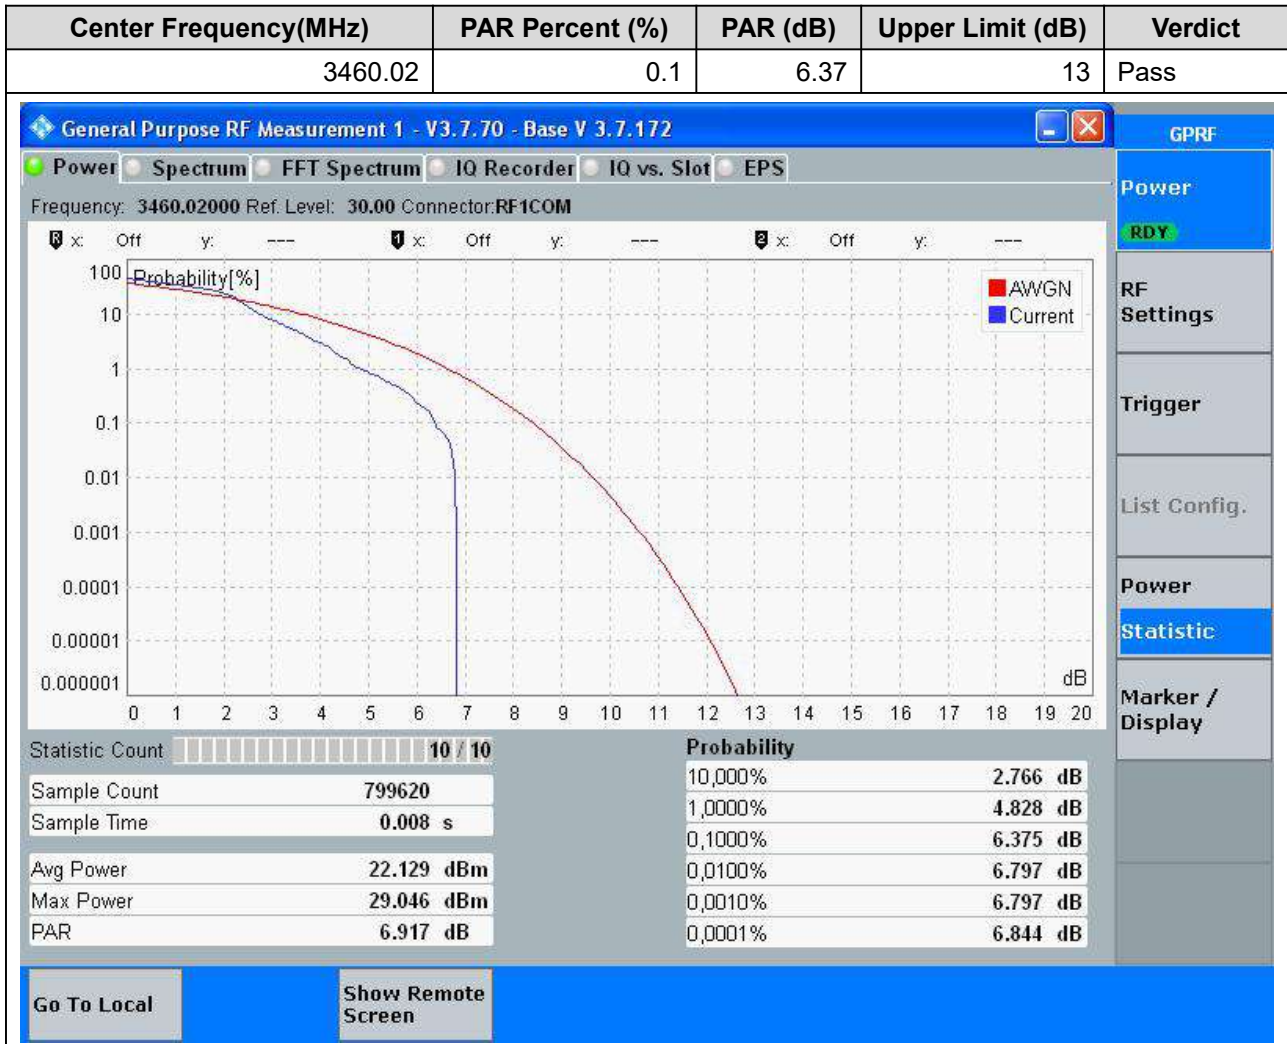 Center Frequency(MHz) PAR Percent (%) PAR (dB) Upper Limit (dB) Verdict
3460.02 0.1 6.37 13 Pass
General Purpose RF Measurement 1 - V3.7.70 - Base V 3.7.172
GPRF
Power Spectrum FFT Spectrum IQ Recorder IQ vs. Slot EPS
Frequency: 3460.02000 Ref. Level: 30.00 Connector:RF1COM
R x: Off y: --- 1 x: Off y: --- 2 x: Off y: ---
Probability[%]
AWGN
Current
100
10
1
0.1
0.01
0.001
0.0001
0.00001
0.000001
dB
0 1 2 3 4 5 6 7 8 9 10 11 12 13 14 15 16 17 18 19 20
Statistic Count 10 / 10
Sample Count 799620
Sample Time 0.008 s
Avg Power 22.129 dBm
Max Power 29.046 dBm
PAR 6.917 dB
Probability
10,000% 2.766 dB
1,0000% 4.828 dB
0,1000% 6.375 dB
0,0100% 6.797 dB
0,0010% 6.797 dB
0,0001% 6.844 dB
Power
RDY
RF
Settings
Trigger
List Config.
Power
Statistic
Marker /
Display
Go To Local
Show Remote
Screen